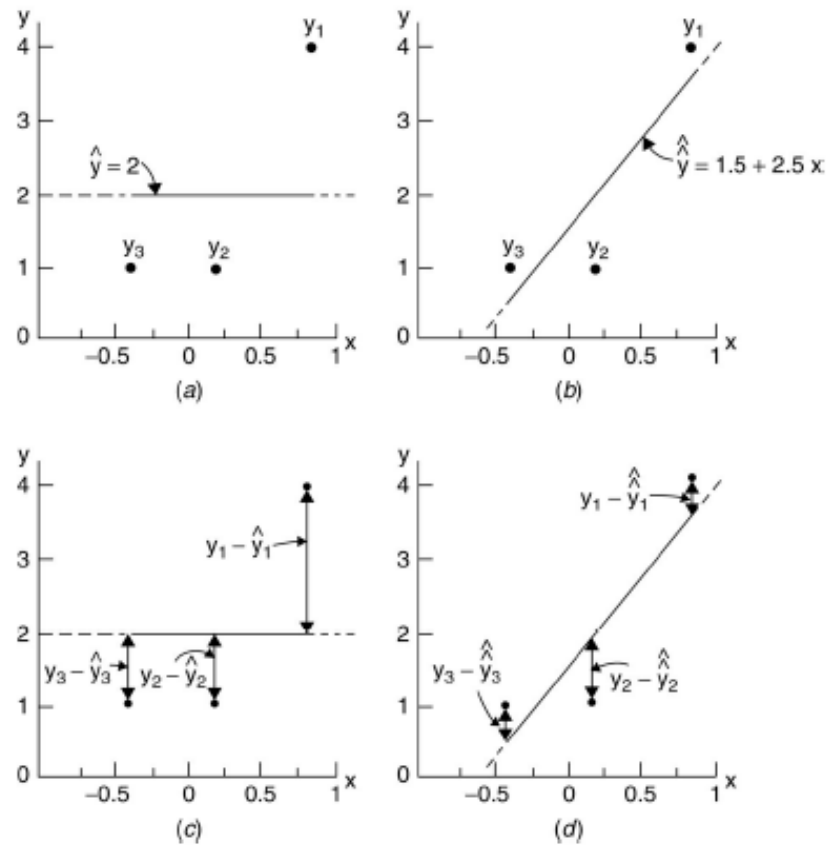 y
y₁
4
3
ŷ = 2
2
y₃ y₂
1
0
−0.5 0 0.5 1 x
(a)
y
y₁
4
3
ŷ̂ = 1.5 + 2.5 x
2
y₃ y₂
1
0
−0.5 0 0.5 1 x
(b)
y
4
y₁ − ŷ₁
3
2
y₃ − ŷ₃ y₂ − ŷ₂
1
0
−0.5 0 0.5 1 x
(c)
y
4
y₁ − ŷ̂₁
3
2
y₃ − ŷ̂₃ y₂ − ŷ̂₂
1
0
−0.5 0 0.5 1 x
(d)